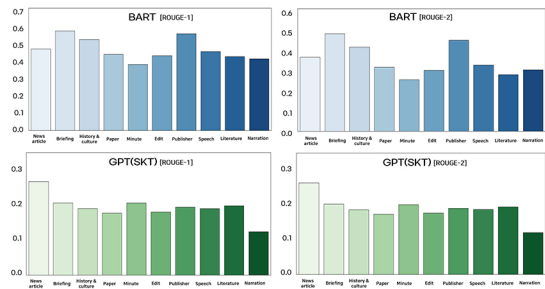 BART [ROUGE-1]
0.7
0.6
0.5
0.4
0.3
0.2
0.1
0.0
News article Briefing History & culture Paper Minute Edit Publisher Speech Literature Narration
BART [ROUGE-2]
0.6
0.5
0.4
0.3
0.2
0.1
0.0
News article Briefing History & culture Paper Minute Edit Publisher Speech Literature Narration
GPT(SKT) [ROUGE-1]
0.3
0.2
0.1
0.0
News article Briefing History & culture Paper Minute Edit Publisher Speech Literature Narration
GPT(SKT) [ROUGE-2]
0.3
0.2
0.1
0.0
News article Briefing History & culture Paper Minute Edit Publisher Speech Literature Narration